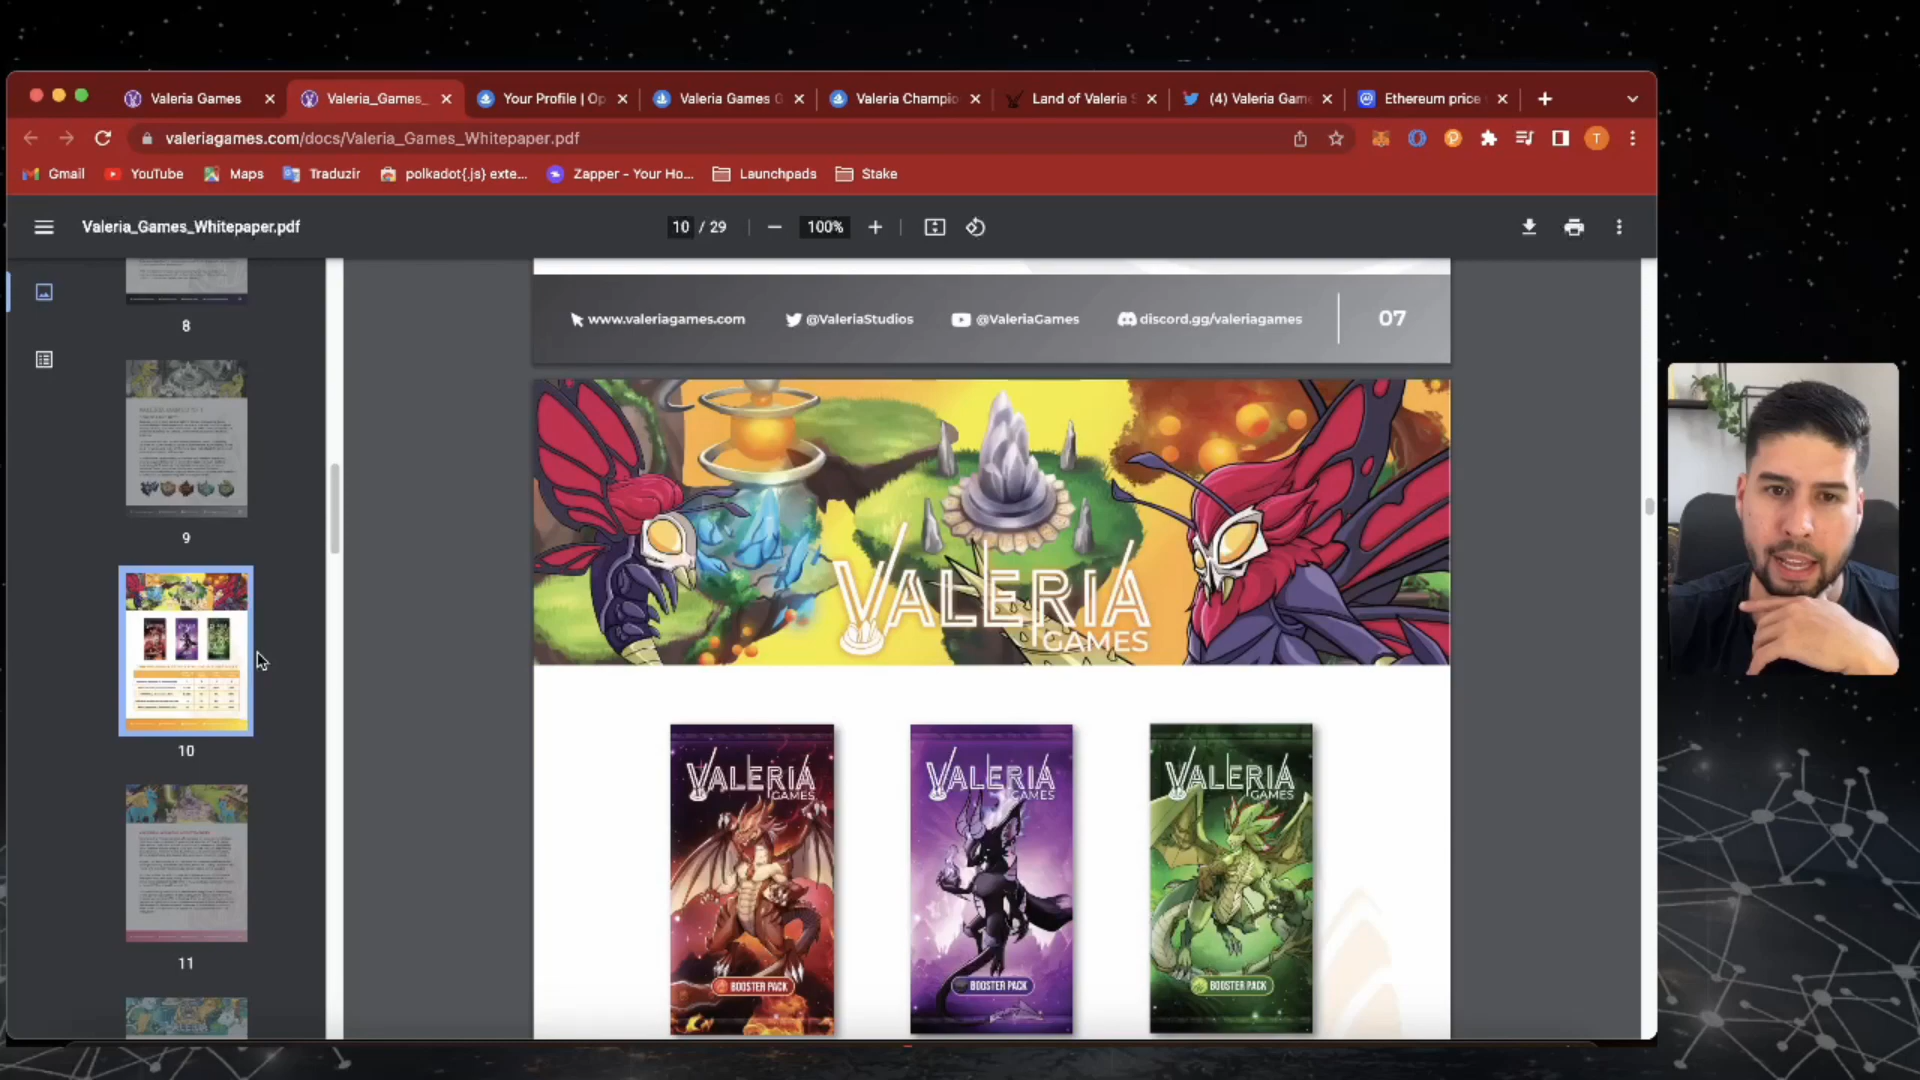 Valeria Games
Valeria_Games_
Your Profile | Op
Valeria Games
Valeria Champio
Land of Valeria
(4) Valeria Gam
Ethereum price
valeriagames.com/docs/Valeria_Games_Whitepaper.pdf
T
Gmail
YouTube
Maps
Traduzir
polkadot{.js} exte...
Zapper - Your Ho...
Launchpads
Stake
Valeria_Games_Whitepaper.pdf
10 / 29
100%
8
9
10
11
www.valeriagames.com
@ValeriaStudios
@ValeriaGames
discord.gg/valeriagames
07
VALERIA
GAMES
VALERIA
GAMES
BOOSTER PACK
VALERIA
GAMES
BOOSTER PACK
VALERIA
GAMES
BOOSTER PACK